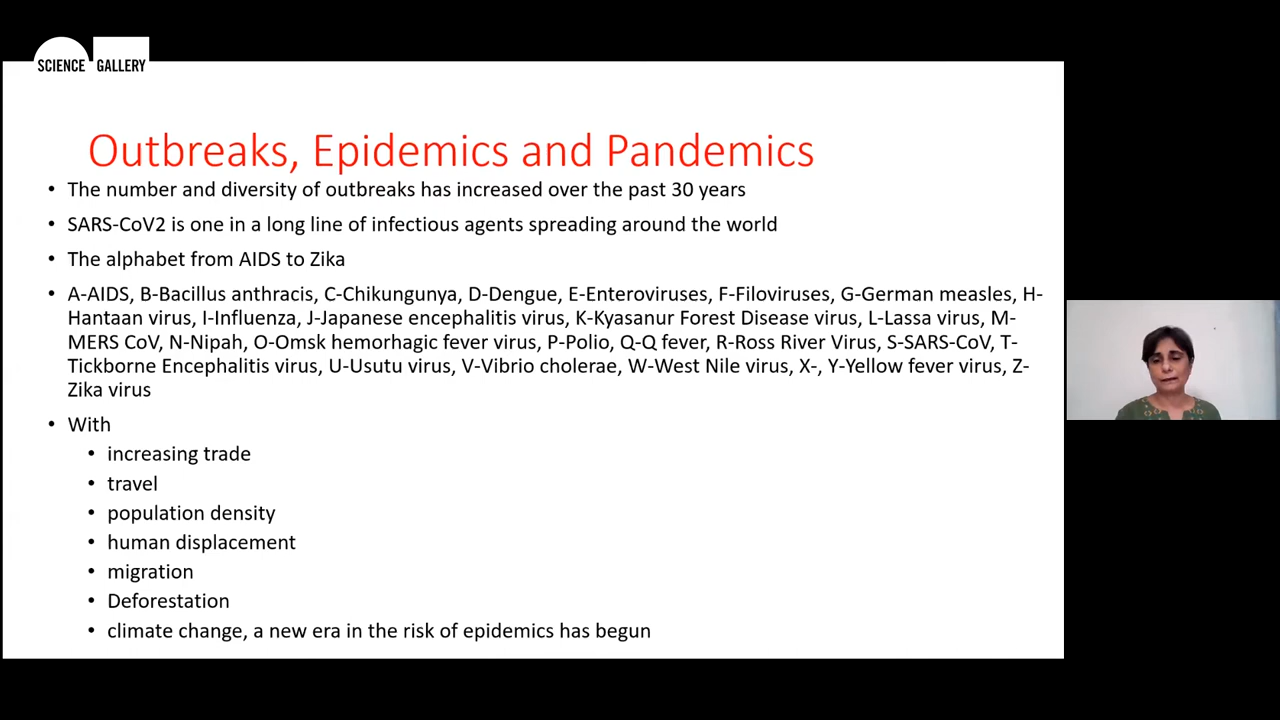 SCIENCE GALLERY
Outbreaks, Epidemics and Pandemics
• The number and diversity of outbreaks has increased over the past 30 years
• SARS-CoV2 is one in a long line of infectious agents spreading around the world
• The alphabet from AIDS to Zika
• A-AIDS, B-Bacillus anthracis, C-Chikungunya, D-Dengue, E-Enteroviruses, F-Filoviruses, G-German measles, H-
Hantaan virus, I-Influenza, J-Japanese encephalitis virus, K-Kyasanur Forest Disease virus, L-Lassa virus, M-
MERS CoV, N-Nipah, O-Omsk hemorhagic fever virus, P-Polio, Q-Q fever, R-Ross River Virus, S-SARS-CoV, T-
Tickborne Encephalitis virus, U-Usutu virus, V-Vibrio cholerae, W-West Nile virus, X-, Y-Yellow fever virus, Z-
Zika virus
• With
• increasing trade
• travel
• population density
• human displacement
• migration
• Deforestation
• climate change, a new era in the risk of epidemics has begun